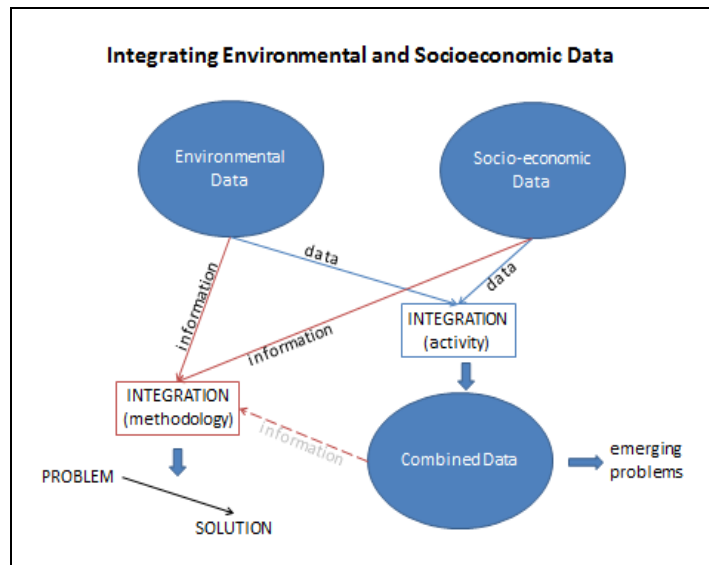 Integrating Environmental and Socioeconomic Data
Environmental
Data
Socio-economic
Data
data
data
information
information
INTEGRATION
(activity)
INTEGRATION
(methodology)
information
Combined Data
emerging
problems
PROBLEM
SOLUTION